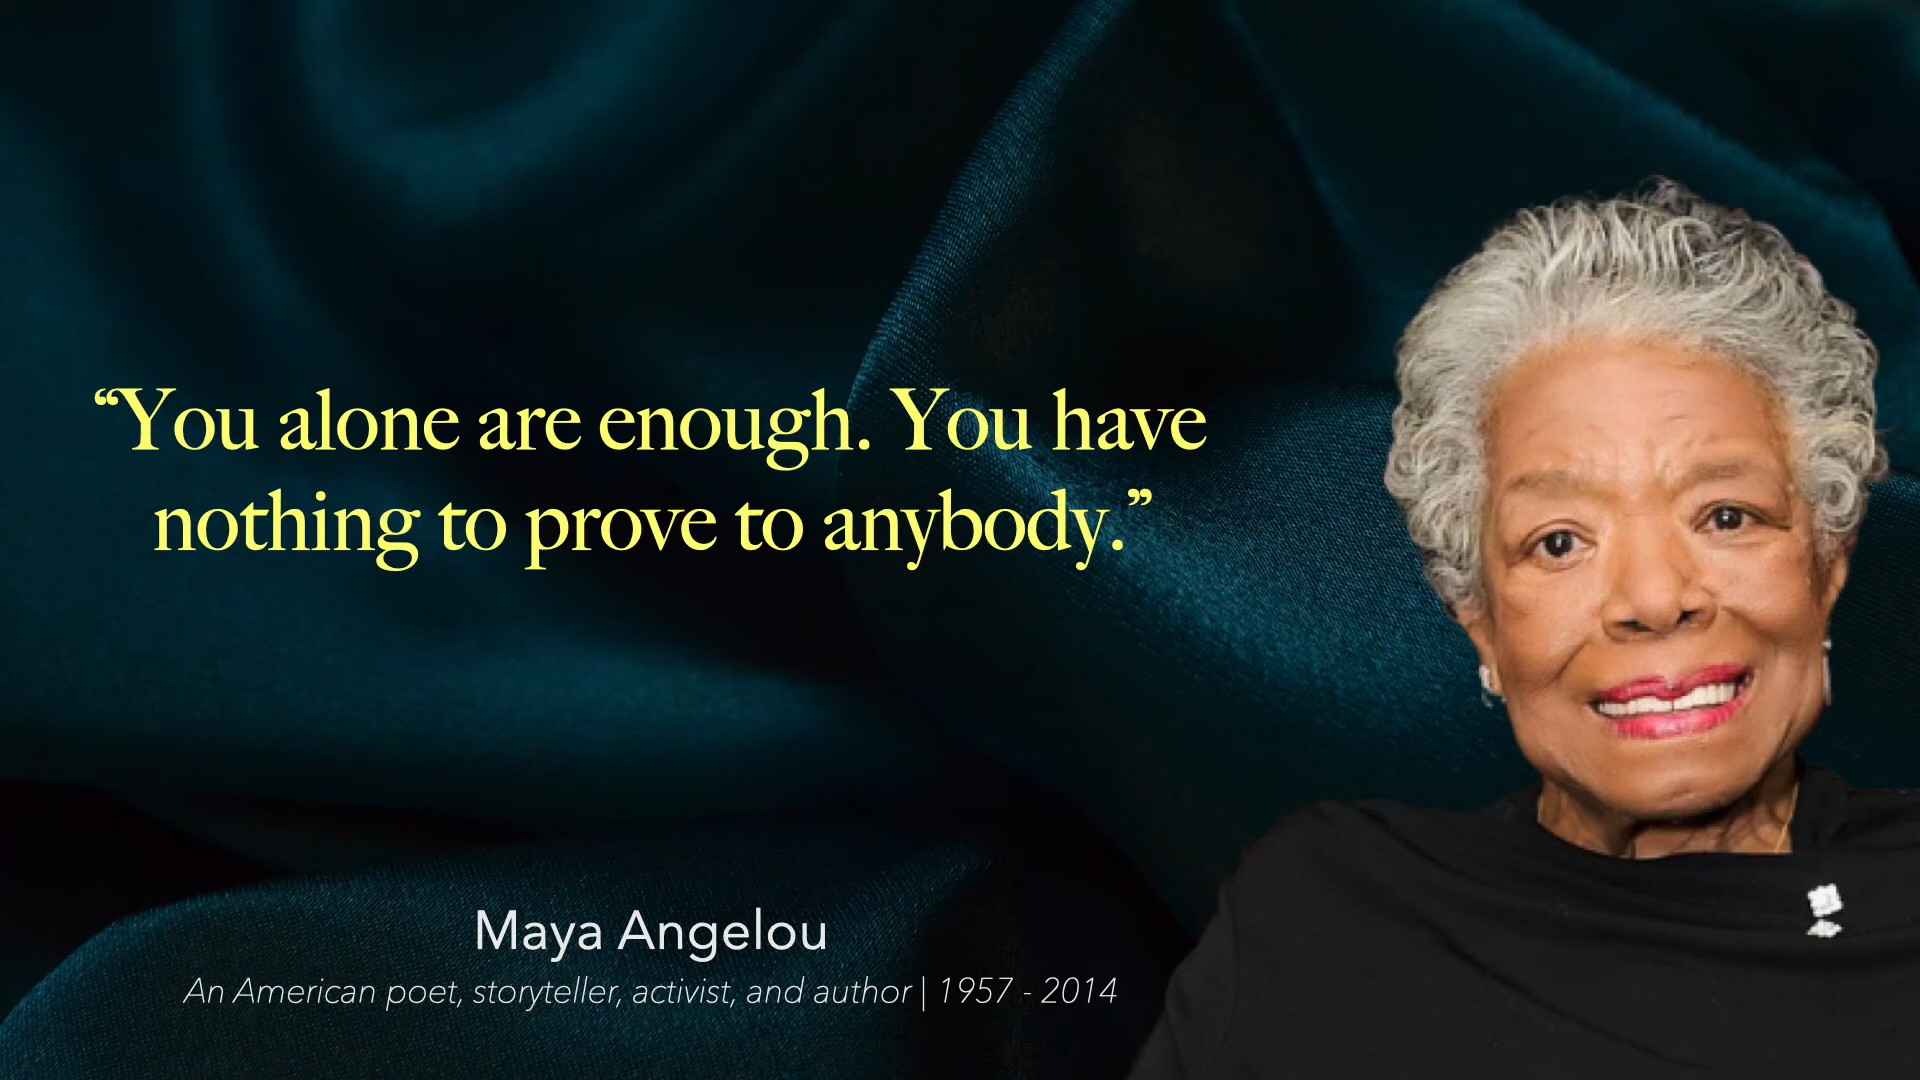 “You alone are enough. You have
nothing to prove to anybody.”
Maya Angelou
An American poet, storyteller, activist, and author | 1957 - 2014